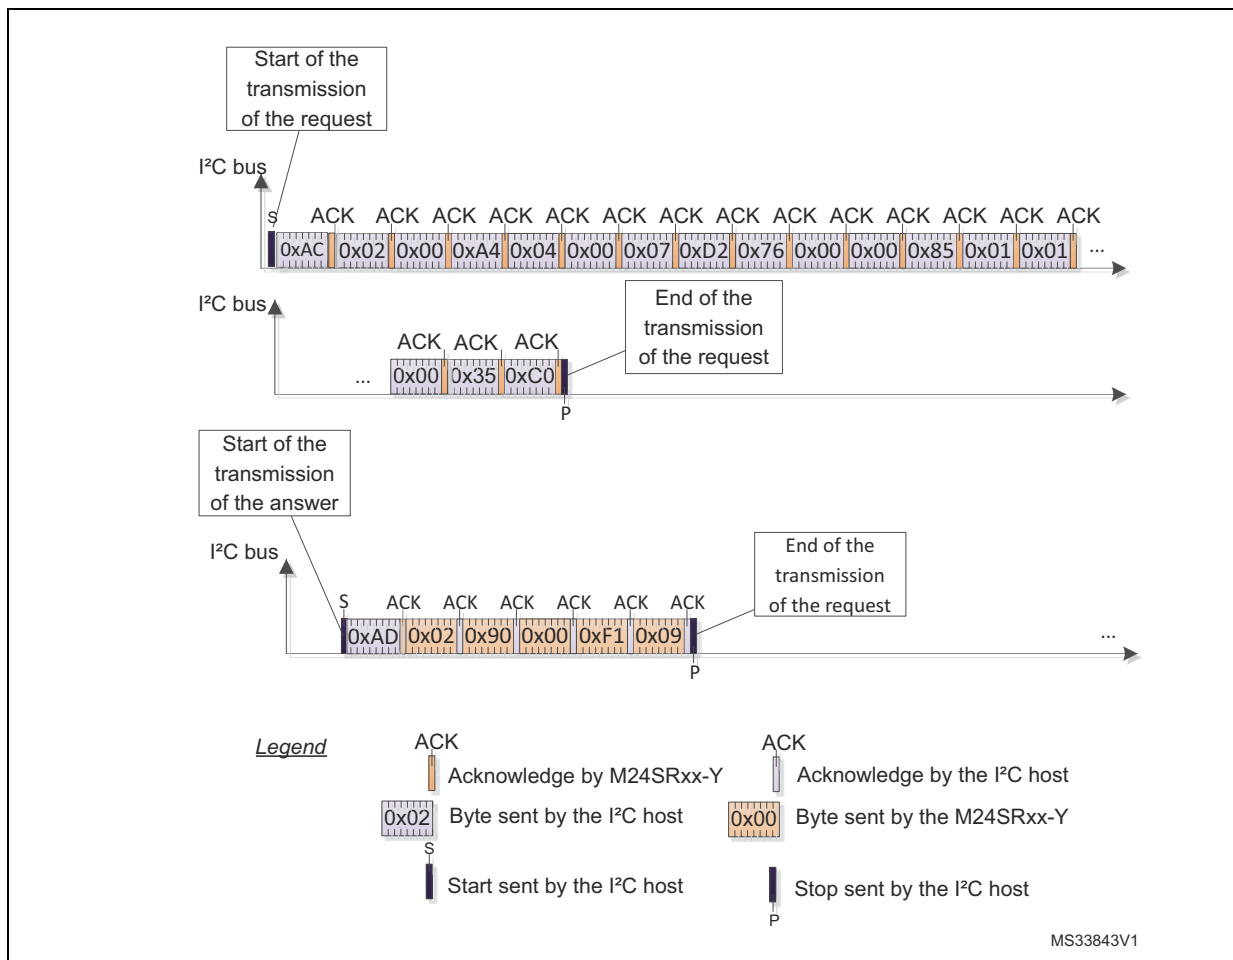 Start of the
transmission
of the request
I²C bus
S
ACK ACK ACK ACK ACK ACK ACK ACK ACK ACK ACK ACK ACK ACK
0xAC 0x02 0x00 0xA4 0x04 0x00 0x07 0xD2 0x76 0x00 0x00 0x85 0x01 0x01 ...
I²C bus
End of the
transmission
of the request
ACK ACK ACK
... 0x00 0x35 0xC0
P
Start of the
transmission
of the answer
I²C bus
End of the
transmission
of the request
S ACK ACK ACK ACK ACK ACK
0xAD 0x02 0x90 0x00 0xF1 0x09 ...
P
Legend
ACK
Acknowledge by M24SRxx-Y
ACK
Acknowledge by the I²C host
0x02 Byte sent by the I²C host
0x00 Byte sent by the M24SRxx-Y
S
Start sent by the I²C host
Stop sent by the I²C host
P
MS33843V1